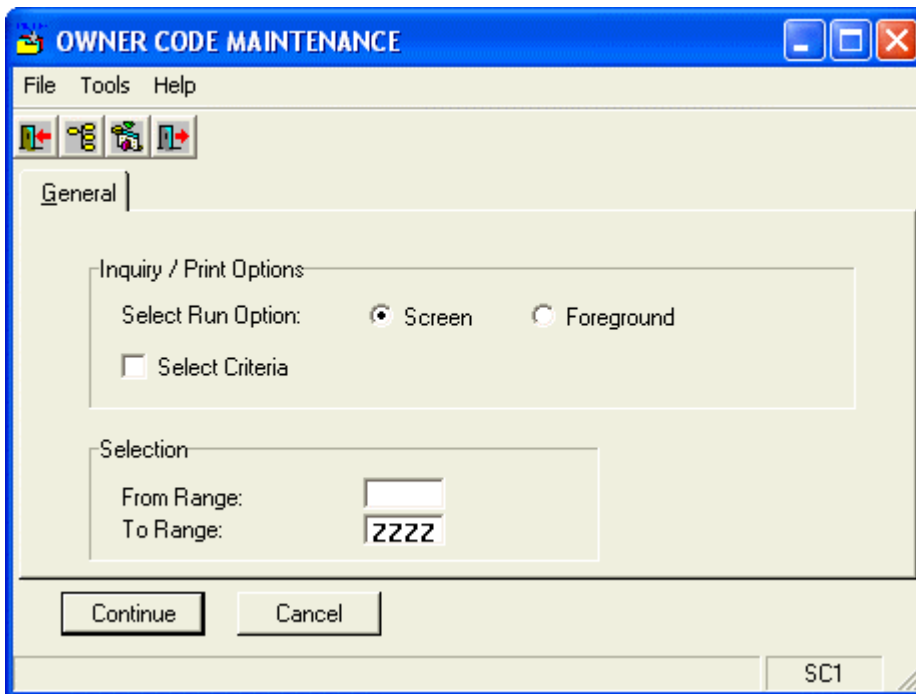 OWNER CODE MAINTENANCE
File Tools Help
General
Inquiry / Print Options
Select Run Option: Screen Foreground
Select Criteria
Selection
From Range:
To Range: ZZZZ
Continue Cancel
SC1